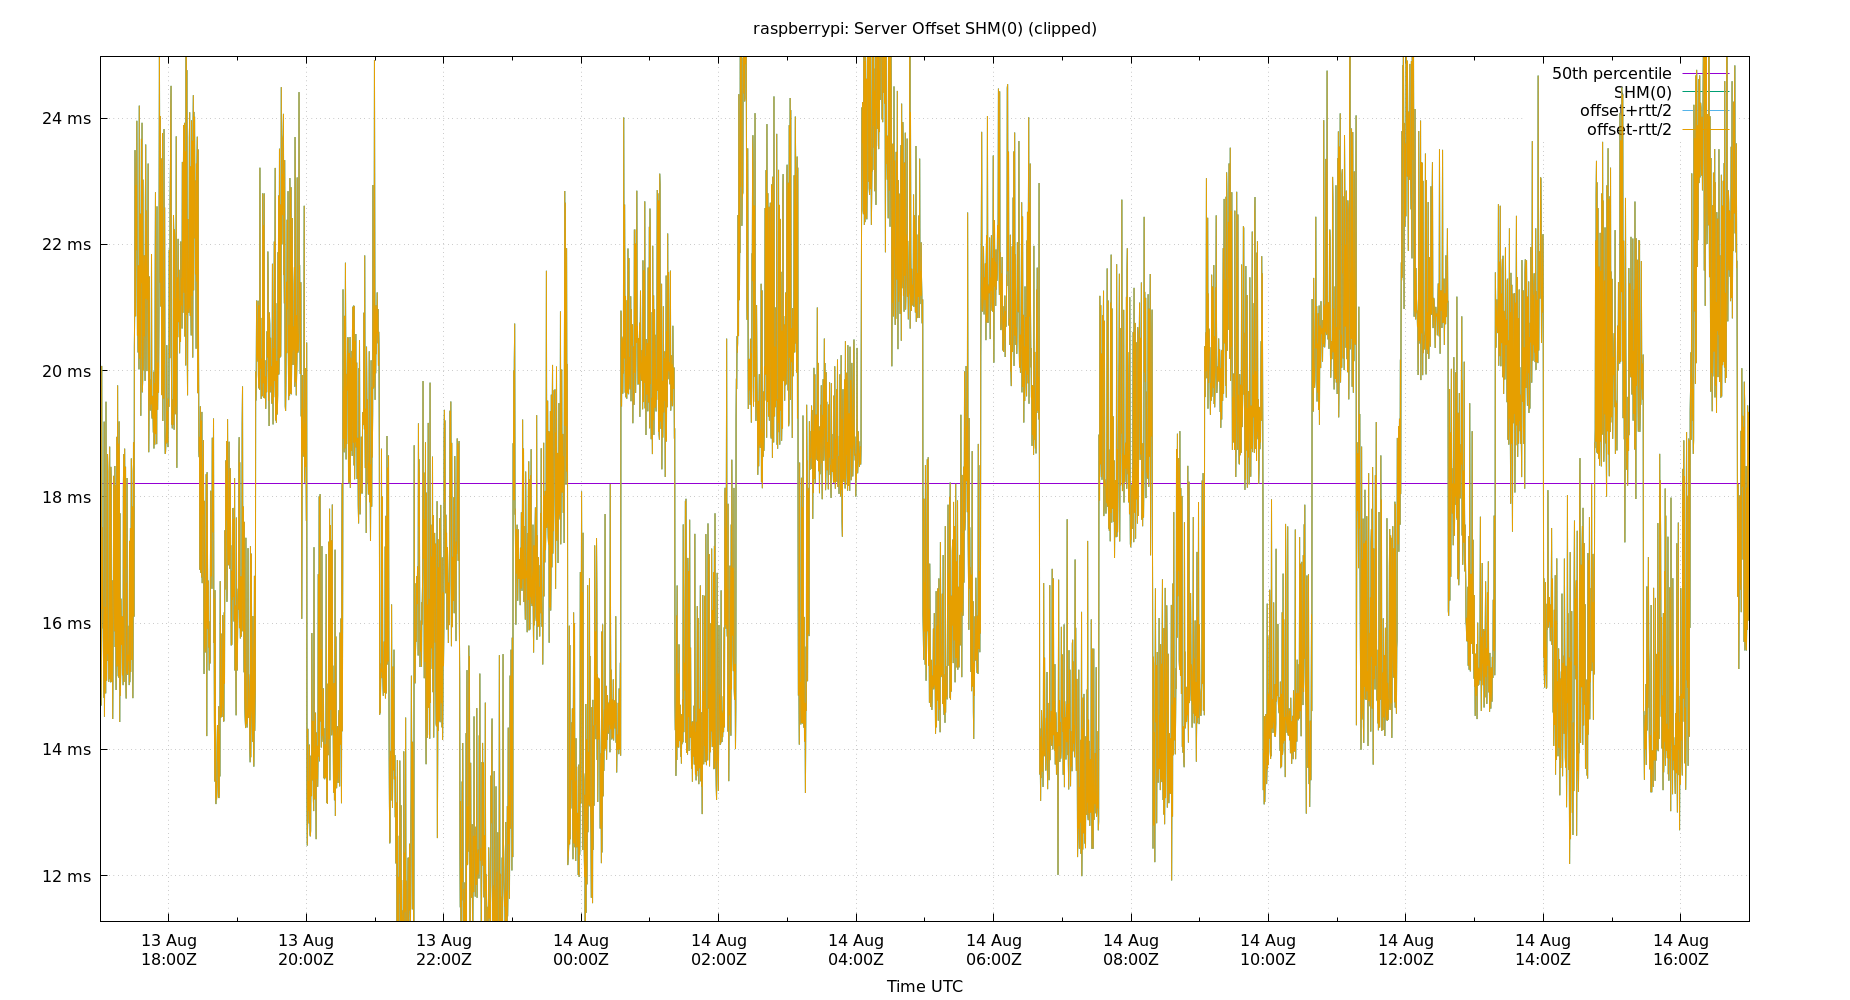 raspberrypi: Server Offset SHM(0) (clipped)
50th percentile
SHM(0)
offset+rtt/2
offset-rtt/2
24 ms
22 ms
20 ms
18 ms
16 ms
14 ms
12 ms
13 Aug 13 Aug 13 Aug 14 Aug 14 Aug 14 Aug 14 Aug 14 Aug 14 Aug 14 Aug 14 Aug 14 Aug
18:00Z 20:00Z 22:00Z 00:00Z 02:00Z 04:00Z 06:00Z 08:00Z 10:00Z 12:00Z 14:00Z 16:00Z
Time UTC